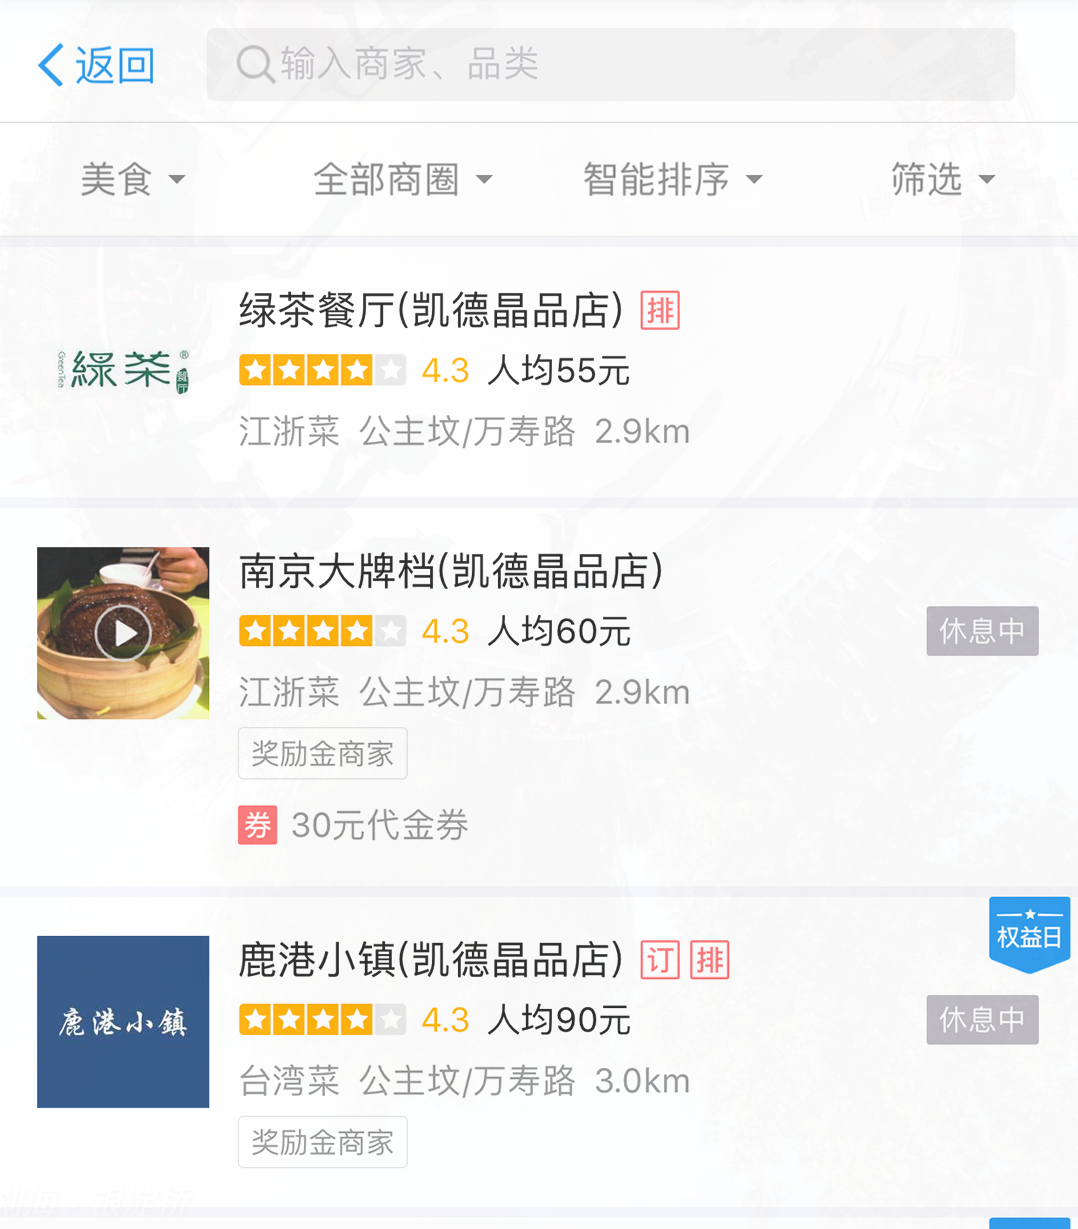 返回
输入商家、品类
美食 全部商圈 智能排序 筛选
绿茶餐厅(凯德晶品店) 排
GreenTea 綠茶® 餐厅
4.3 人均55元
江浙菜 公主坟/万寿路 2.9km
南京大牌档(凯德晶品店)
4.3 人均60元
休息中
江浙菜 公主坟/万寿路 2.9km
奖励金商家
券 30元代金券
权益日
鹿港小镇(凯德晶品店) 订 排
鹿港小鎮
4.3 人均90元
休息中
台湾菜 公主坟/万寿路 3.0km
奖励金商家